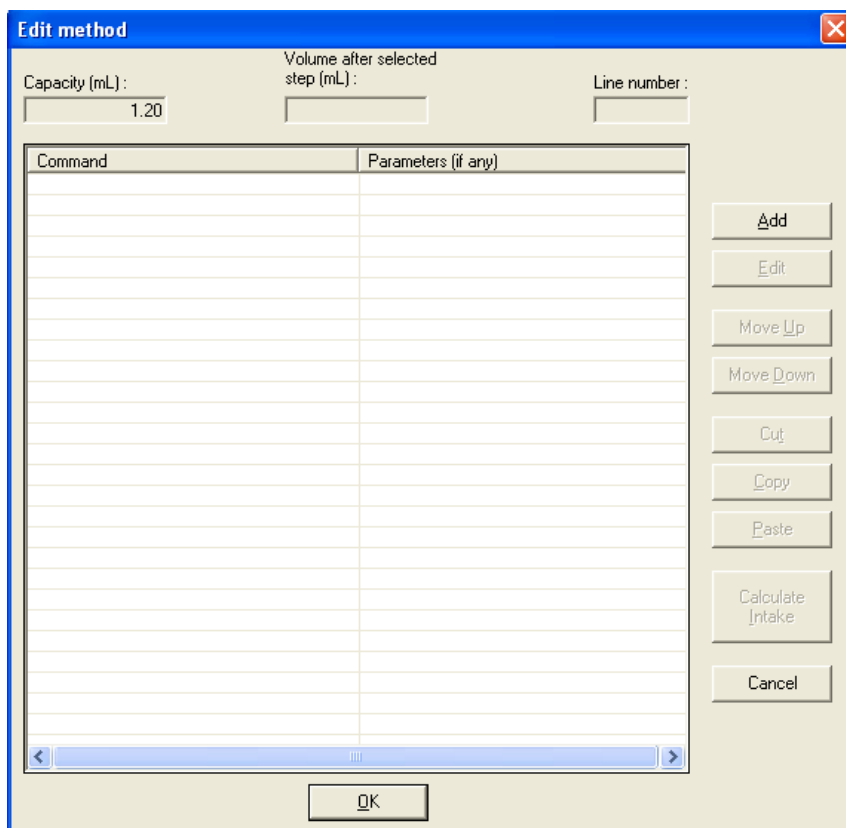 Edit method
Capacity (mL) :
Volume after selected
step (mL) :
Line number :
1.20
Command
Parameters (if any)
Add
Edit
Move Up
Move Down
Cut
Copy
Paste
Calculate
Intake
Cancel
OK